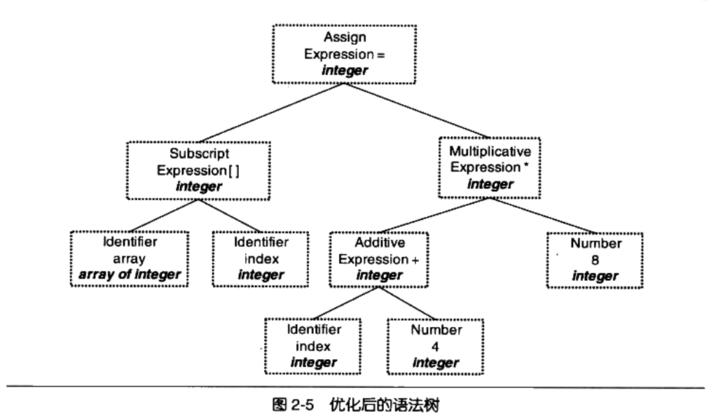 Assign
Expression =
integer
Subscript
Expression[ ]
integer
Multiplicative
Expression *
integer
Identifier
array
array of integer
Identifier
index
integer
Additive
Expression +
integer
Number
8
integer
Identifier
index
integer
Number
4
integer
图 2-5 优化后的语法树